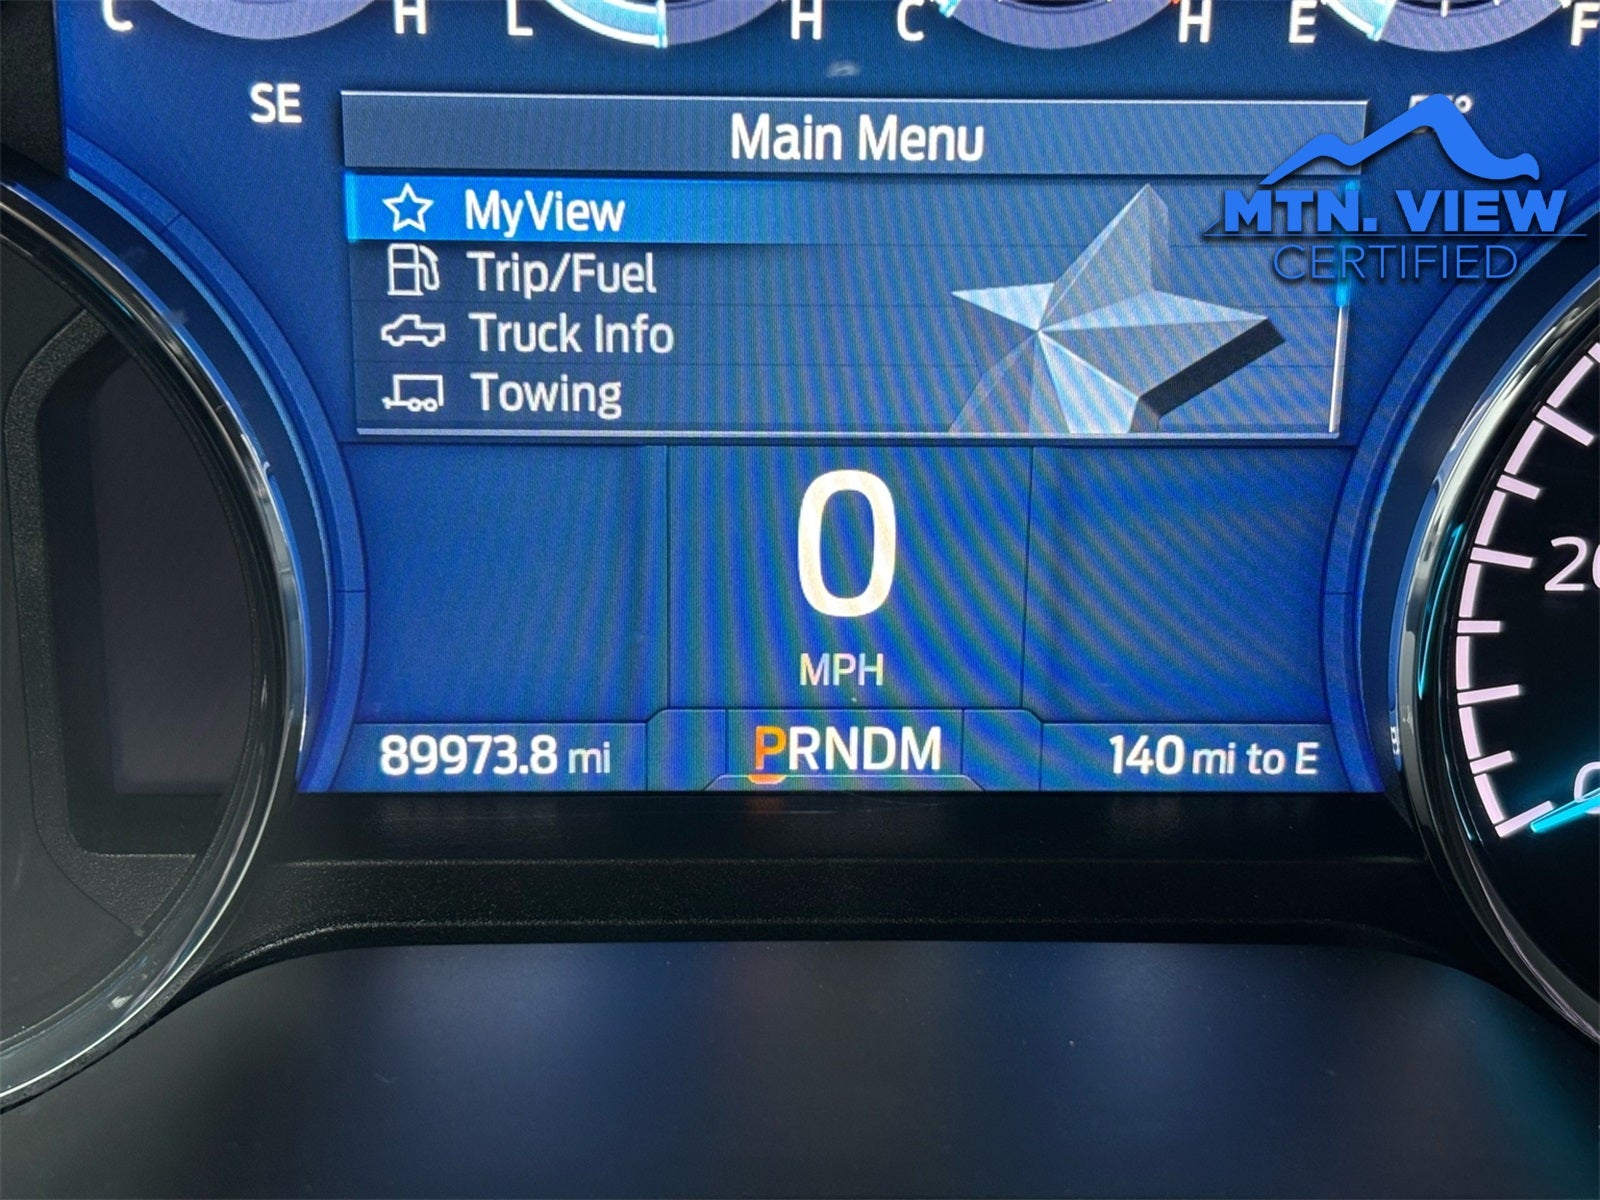 C H L H C H E F
SE
Main Menu
MTN. VIEW
CERTIFIED
MyView
Trip/Fuel
Truck Info
Towing
0
MPH
89973.8 mi
PRNDM
140 mi to E